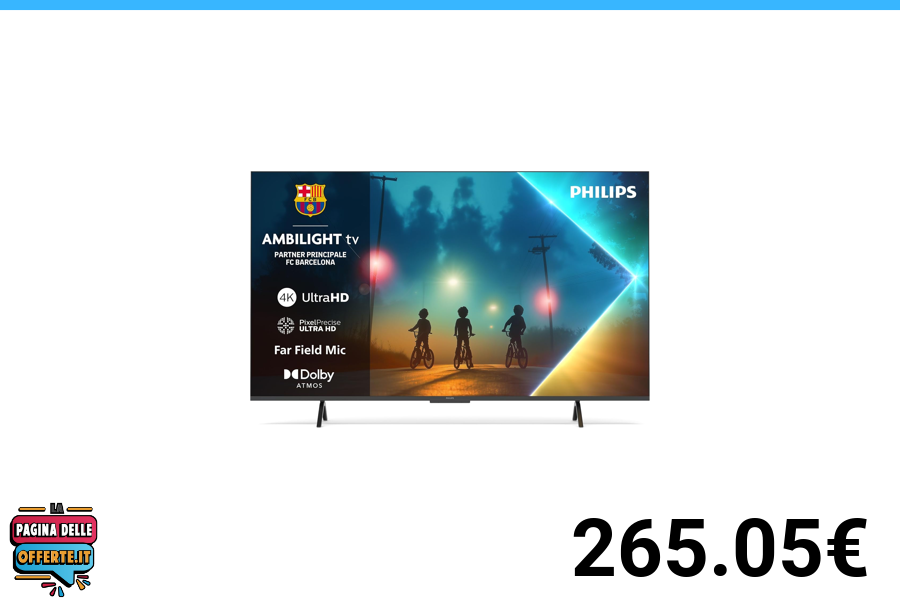 FCB
AMBILIGHT tv
PARTNER PRINCIPALE
FC BARCELONA
4K UltraHD
PixelPrecise
ULTRA HD
Far Field Mic
Dolby
ATMOS
PHILIPS
LA
PAGINA DELLE
OFFERTE.IT
265.05€